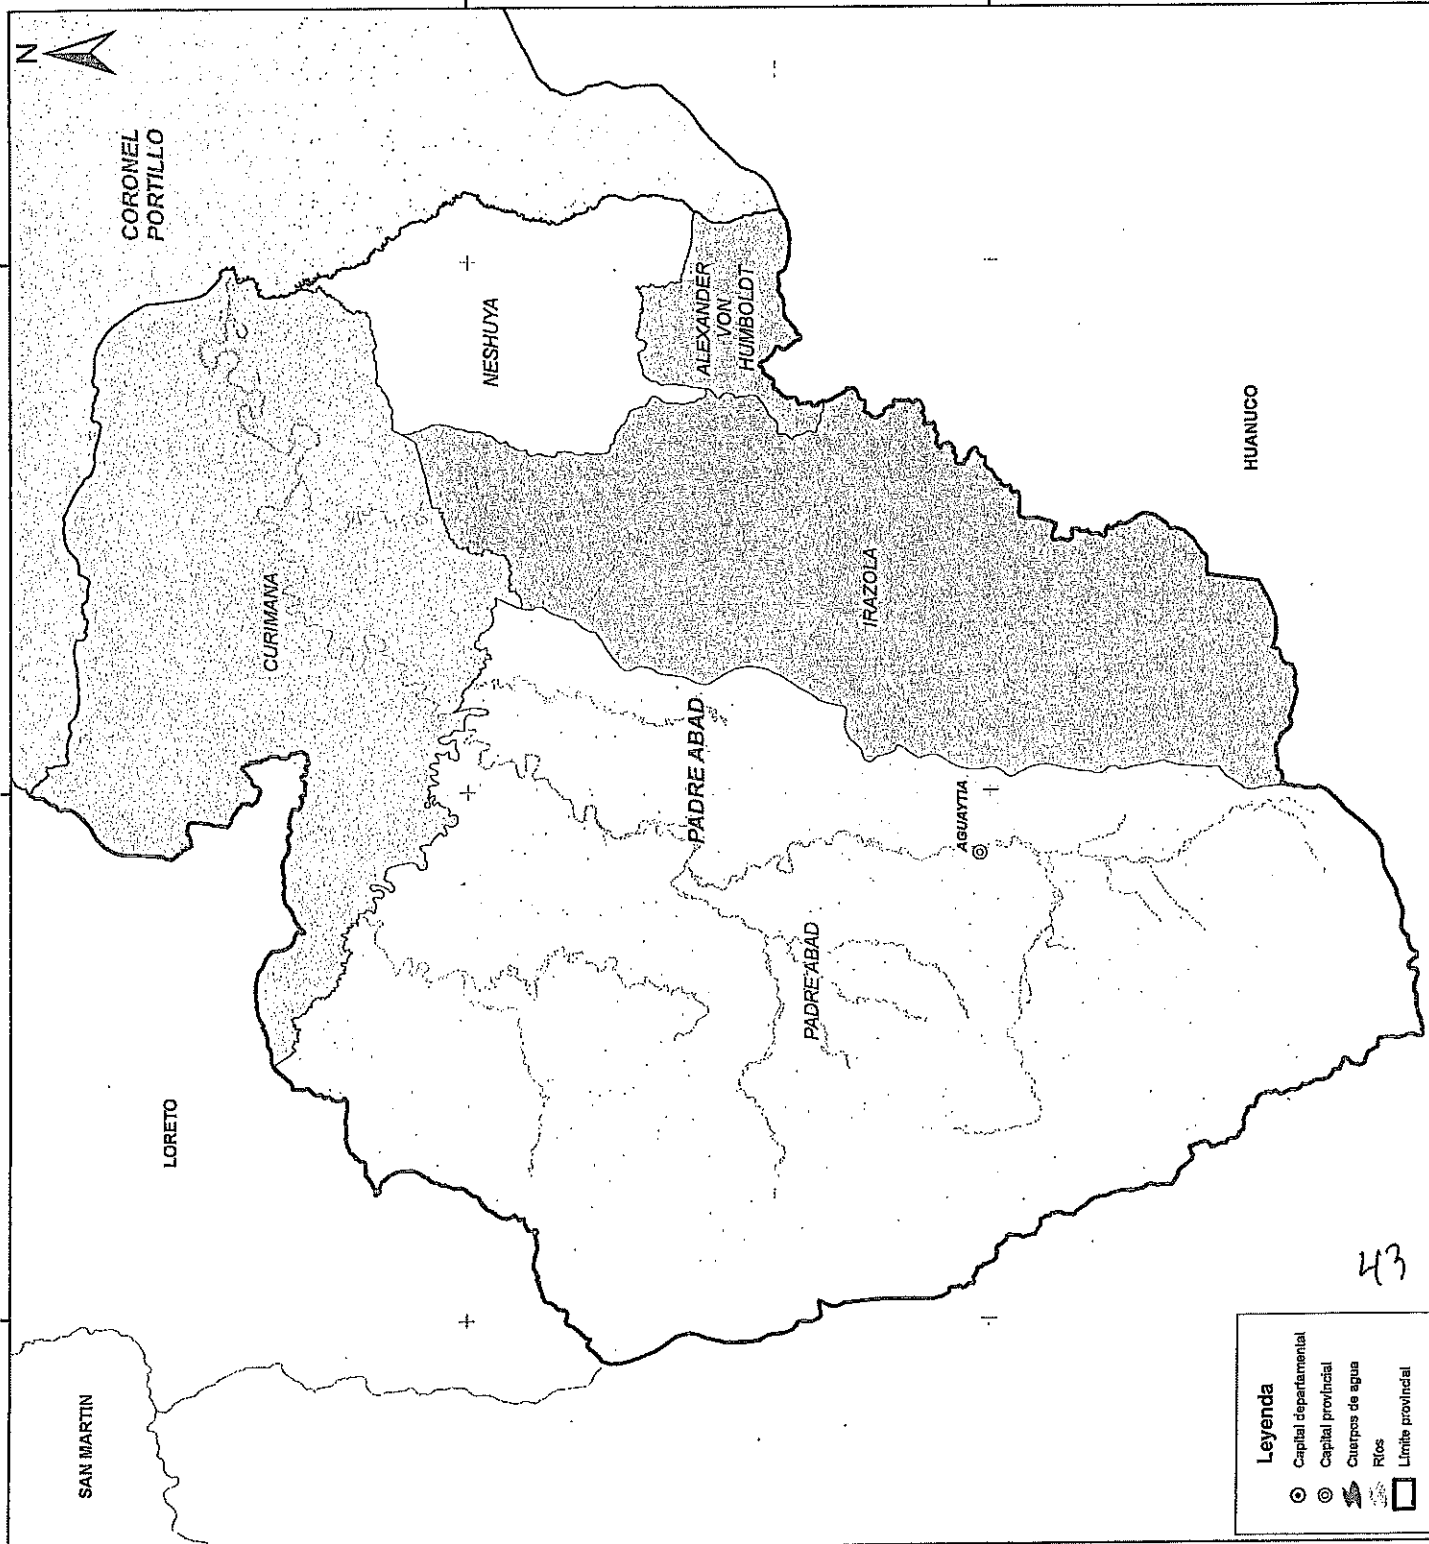 N
CORONEL
PORTILLO
NESHUYA
ALEXANDER
VON
HUMBOLDT
HUANUCO
CURIMANA
IRAZOLA
PADRE ABAD
AGUAYTIA
PADRE ABAD
LORETO
SAN MARTIN
43
Leyenda
Capital departamental
Capital provincial
Cuerpos de agua
Ríos
Límite provincial